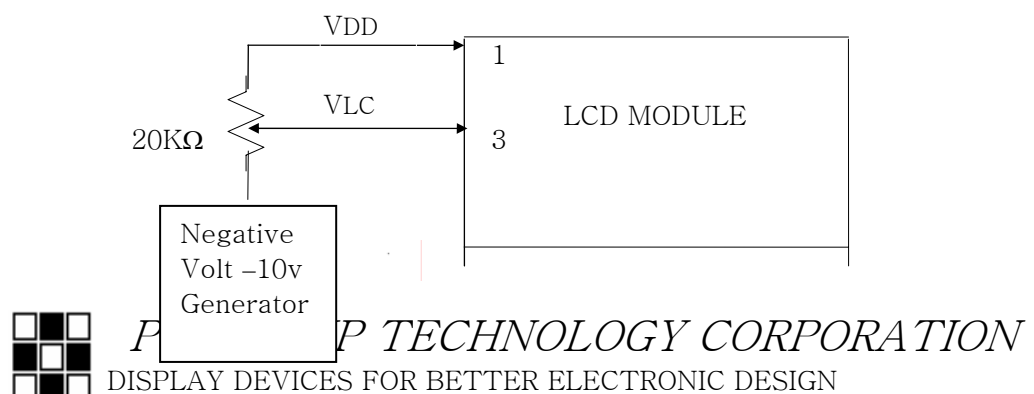 VDD
1
VLC
LCD MODULE
20KΩ
3
Negative
Volt –10v
Generator
TECHNOLOGY CORPORATION
DISPLAY DEVICES FOR BETTER ELECTRONIC DESIGN